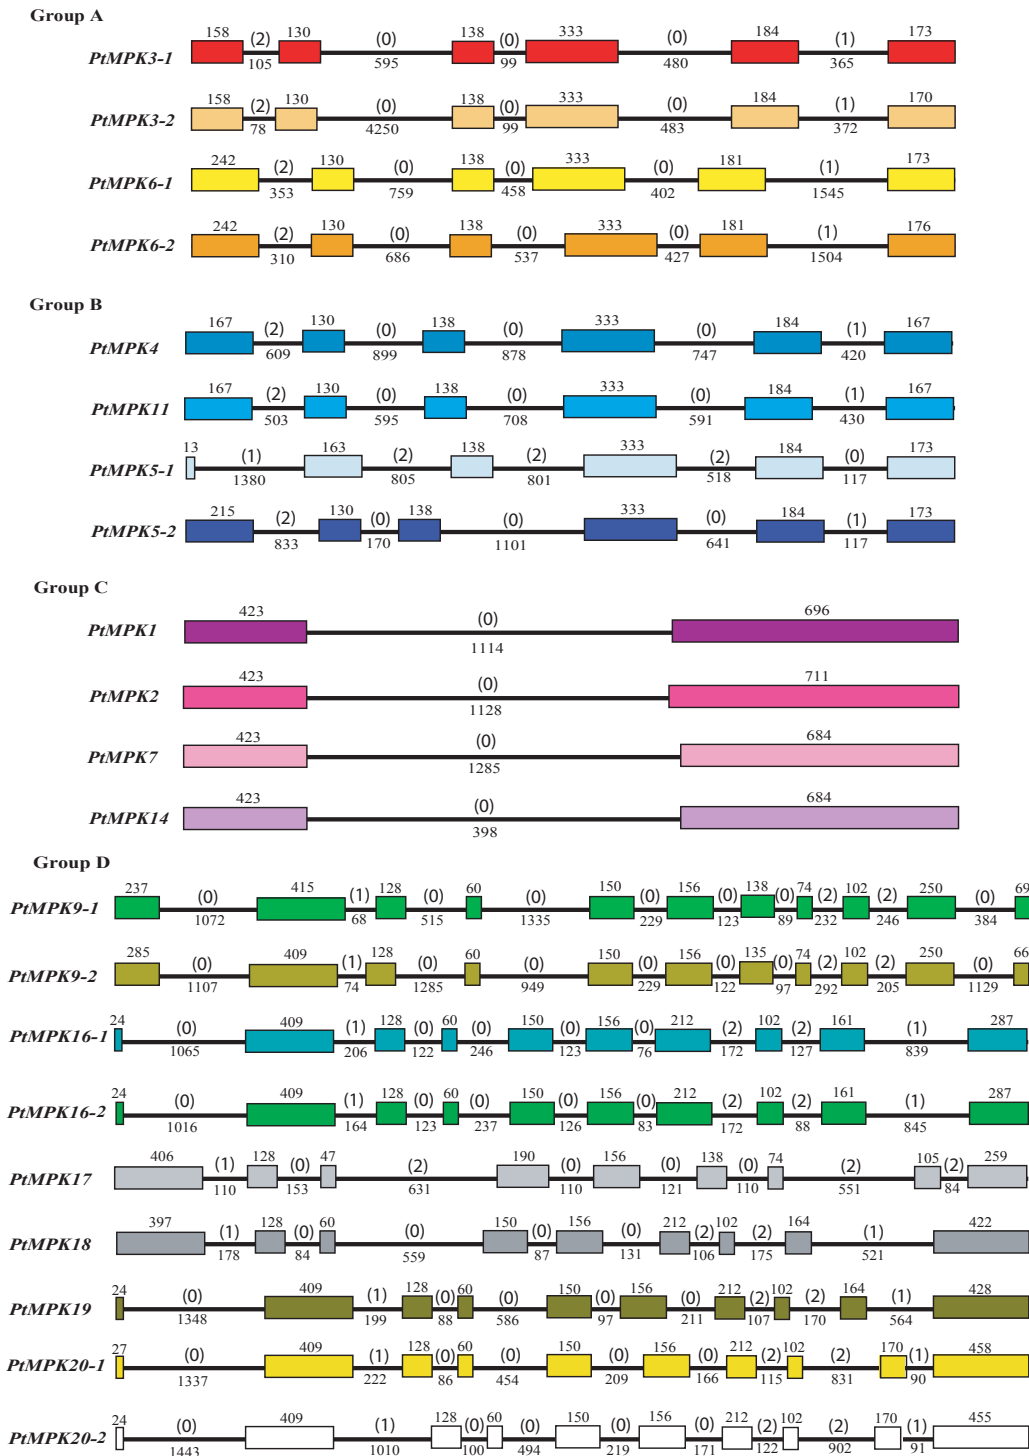 Group A
158 (2) 130 (0) 138 (0) 333 (0) 184 (1) 173
PtMPK3-1
105 595 99 480 365
158 (2) 130 (0) 138 (0) 333 (0) 184 (1) 170
PtMPK3-2
78 4250 99 483 372
242 (2) 130 (0) 138 (0) 333 (0) 181 (1) 173
PtMPK6-1
353 759 458 402 1545
242 (2) 130 (0) 138 (0) 333 (0) 181 (1) 176
PtMPK6-2
310 686 537 427 1504
Group B
167 (2) 130 (0) 138 (0) 333 (0) 184 (1) 167
PtMPK4
609 899 878 747 420
167 (2) 130 (0) 138 (0) 333 (0) 184 (1) 167
PtMPK11
503 595 708 591 430
13 (1) 163 (2) 138 (2) 333 (2) 184 (0) 173
PtMPK5-1
1380 805 801 518 117
215 (2) 130 (0) 138 (0) 333 (0) 184 (1) 173
PtMPK5-2
833 170 1101 641 117
Group C
423 (0) 696
PtMPK1
1114
423 (0) 711
PtMPK2
1128
423 (0) 684
PtMPK7
1285
423 (0) 684
PtMPK14
398
Group D
237 (0) 415 (1) 128 (0) 60 (0) 150 (0) 156 (0) 138 (0) 74 (2) 102 (2) 250 (0) 69
PtMPK9-1
1072 68 515 1335 229 123 89 232 246 384
285 (0) 409 (1) 128 (0) 60 (0) 150 (0) 156 (0) 135 (0) 74 (2) 102 (2) 250 (0) 66
PtMPK9-2
1107 74 1285 949 229 122 97 292 205 1129
24 (0) 409 (1) 128 (0) 60 (0) 150 (0) 156 (0) 212 (2) 102 (2) 161 (1) 287
PtMPK16-1
1065 206 122 246 123 76 172 127 839
24 (0) 409 (1) 128 (0) 60 (0) 150 (0) 156 (0) 212 (2) 102 (2) 161 (1) 287
PtMPK16-2
1016 164 123 237 126 83 172 88 845
406 (1) 128 (0) 47 (2) 190 (0) 156 (0) 138 (0) 74 (2) 105 (2) 259
PtMPK17
110 153 631 110 121 110 551 84
397 (1) 128 (0) 60 (0) 150 (0) 156 (0) 212 (2) 102 (2) 164 (1) 422
PtMPK18
178 84 559 87 131 106 175 521
24 (0) 409 (1) 128 (0) 60 (0) 150 (0) 156 (0) 212 (2) 102 (2) 164 (1) 428
PtMPK19
1348 199 88 586 97 211 107 170 564
27 (0) 409 (1) 128 (0) 60 (0) 150 (0) 156 (0) 212 (2) 102 (2) 170 (1) 458
PtMPK20-1
1337 222 86 454 209 166 115 831 90
24 (0) 409 (1) 128 (0) 60 (0) 150 (0) 156 (0) 212 (2) 102 (2) 170 (1) 455
PtMPK20-2
1443 1010 100 494 219 171 122 902 91